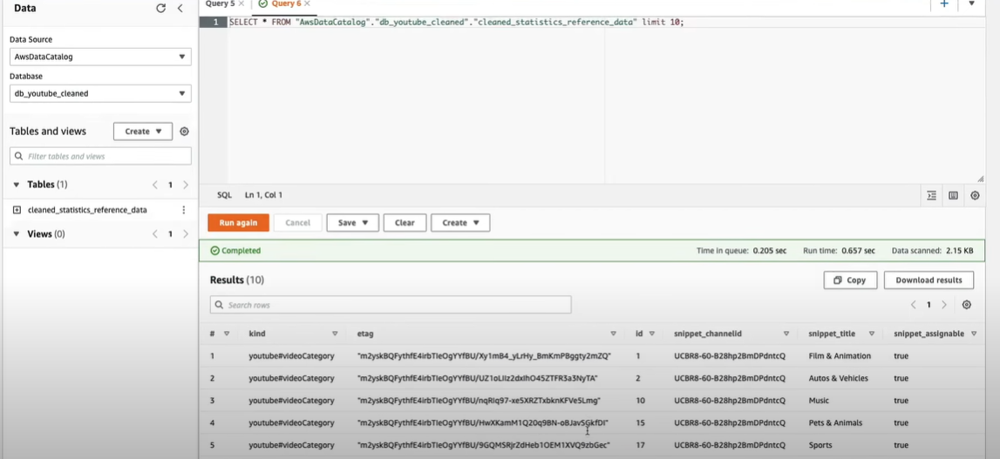 Data
Query 5 Query 6
1 SELECT * FROM "AwsDataCatalog"."db_youtube_cleaned"."cleaned_statistics_reference_data" limit 10;
Data Source
AwsDataCatalog
Database
db_youtube_cleaned
Tables and views Create
Filter tables and views
Tables (1) 1
cleaned_statistics_reference_data
Views (0) 1
SQL Ln 1, Col 1
Run again Cancel Save Clear Create
Completed Time in queue: 0.205 sec Run time: 0.657 sec Data scanned: 2.15 KB
Results (10) Copy Download results
Search rows 1
# kind etag id snippet_channelid snippet_title snippet_assignable
1 youtube#videoCategory "m2yskBQFythfE4irbTIeOgYYfBU/Xy1mB4_yLrHy_BmKmPBggty2mZQ" 1 UCBR8-60-B28hp2BmDPdntcQ Film & Animation true
2 youtube#videoCategory "m2yskBQFythfE4irbTIeOgYYfBU/UZ1oLIIz2dxIhO45ZTFR3a3NyTA" 2 UCBR8-60-B28hp2BmDPdntcQ Autos & Vehicles true
3 youtube#videoCategory "m2yskBQFythfE4irbTIeOgYYfBU/nqRIq97-xe5XRZTxbknKFVe5Lmg" 10 UCBR8-60-B28hp2BmDPdntcQ Music true
4 youtube#videoCategory "m2yskBQFythfE4irbTIeOgYYfBU/HwXKamM1Q20q9BN-oBJavSGkfDI" 15 UCBR8-60-B28hp2BmDPdntcQ Pets & Animals true
5 youtube#videoCategory "m2yskBQFythfE4irbTIeOgYYfBU/9GQMSRjrZdHeb1OEM1XVQ9zbGec" 17 UCBR8-60-B28hp2BmDPdntcQ Sports true